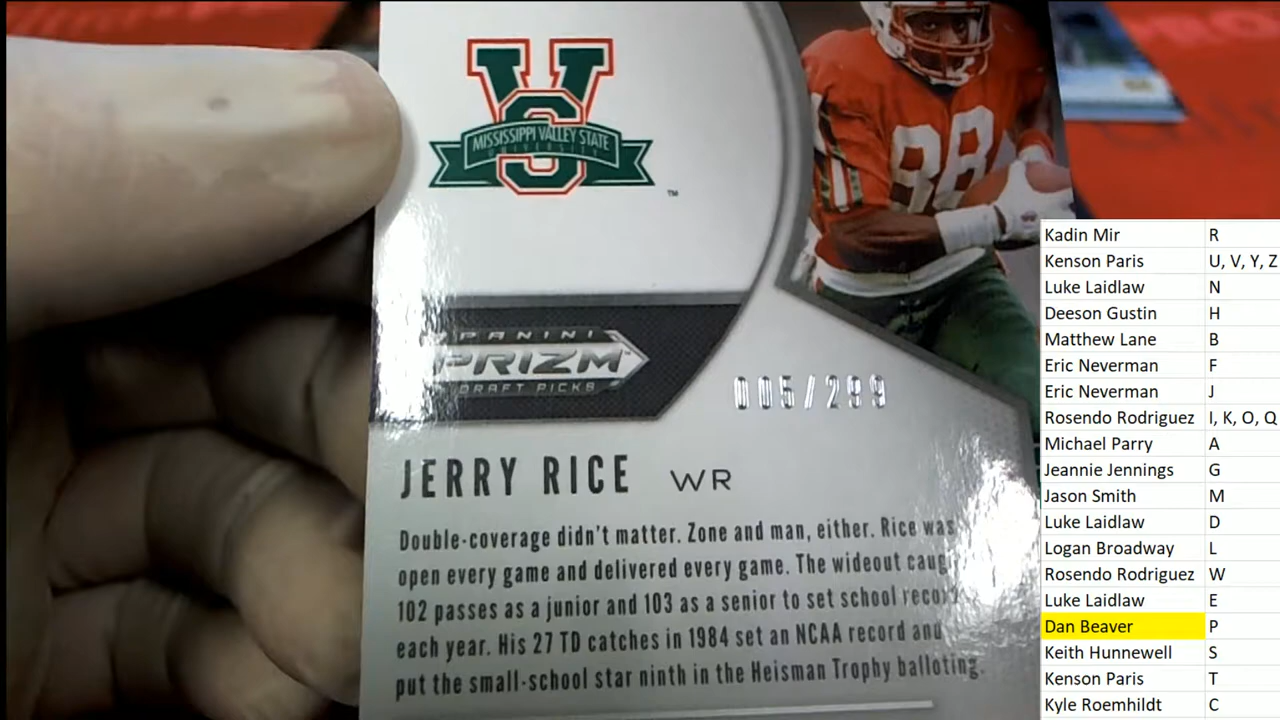 V
S
MISSISSIPPI VALLEY STATE
UNIVERSITY
™
88
PANINI
PRIZM
DRAFT PICKS
005/299
JERRY RICE WR
Double-coverage didn't matter. Zone and man, either. Rice was
open every game and delivered every game. The wideout
102 passes as a junior and 103 as a senior to set school
each year. His 27 TD catches in 1984 set an NCAA record and
put the small-school star ninth in the Heisman Trophy balloting.
Kadin Mir R
Kenson Paris U, V, Y, Z
Luke Laidlaw N
Deeson Gustin H
Matthew Lane B
Eric Neverman F
Eric Neverman J
Rosendo Rodriguez I, K, O, Q
Michael Parry A
Jeannie Jennings G
Jason Smith M
Luke Laidlaw D
Logan Broadway L
Rosendo Rodriguez W
Luke Laidlaw E
Dan Beaver P
Keith Hunnewell S
Kenson Paris T
Kyle Roemhildt C